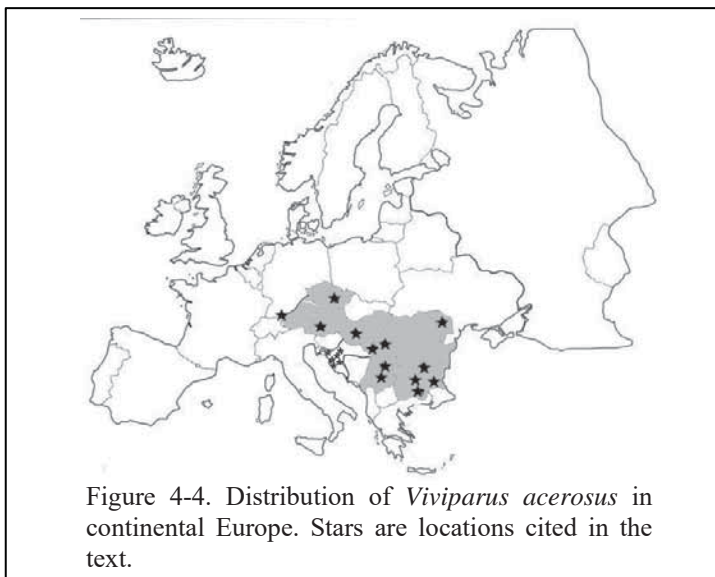 Figure 4-4. Distribution of Viviparus acerosus in
continental Europe. Stars are locations cited in the
text.